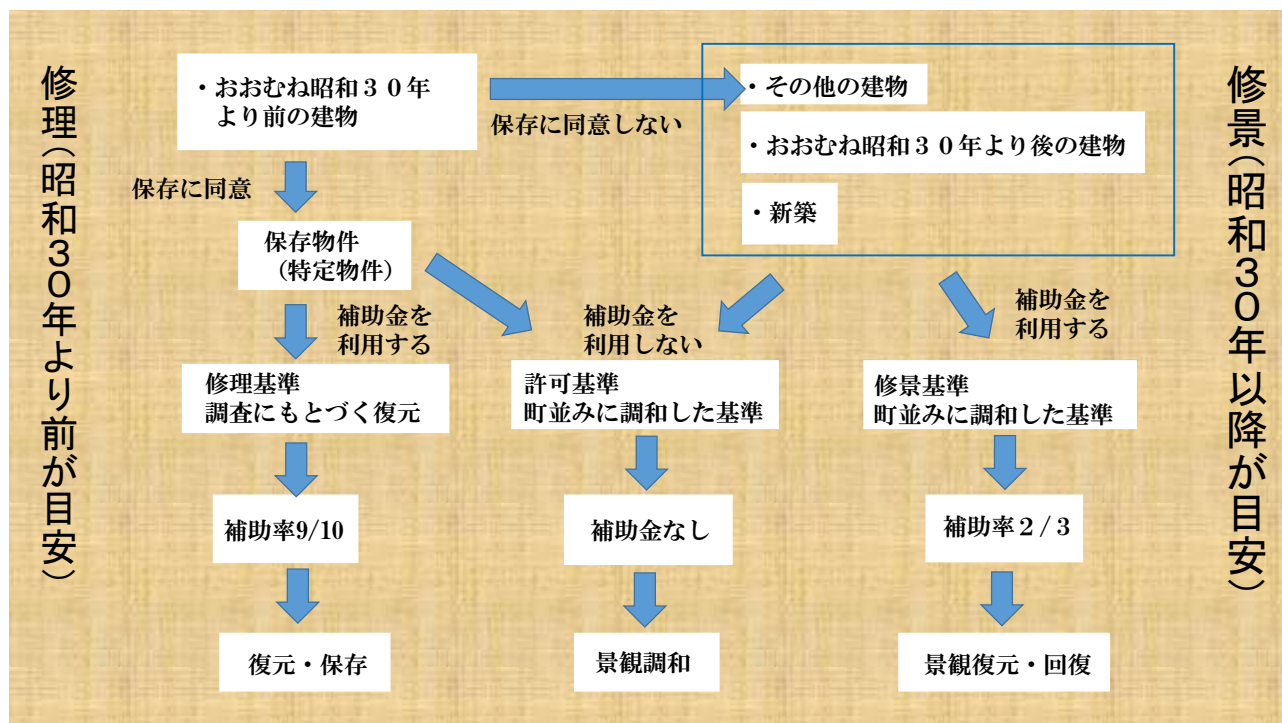 修理（昭和３０年より前が目安）
・おおむね昭和３０年
より前の建物
保存に同意しない
・その他の建物
・おおむね昭和３０年より後の建物
・新築
保存に同意
保存物件
（特定物件）
補助金を
利用する
補助金を
利用しない
補助金を
利用する
修理基準
調査にもとづく復元
許可基準
町並みに調和した基準
修景基準
町並みに調和した基準
補助率9/10
補助金なし
補助率２/３
復元・保存
景観調和
景観復元・回復
修景（昭和３０年以降が目安）